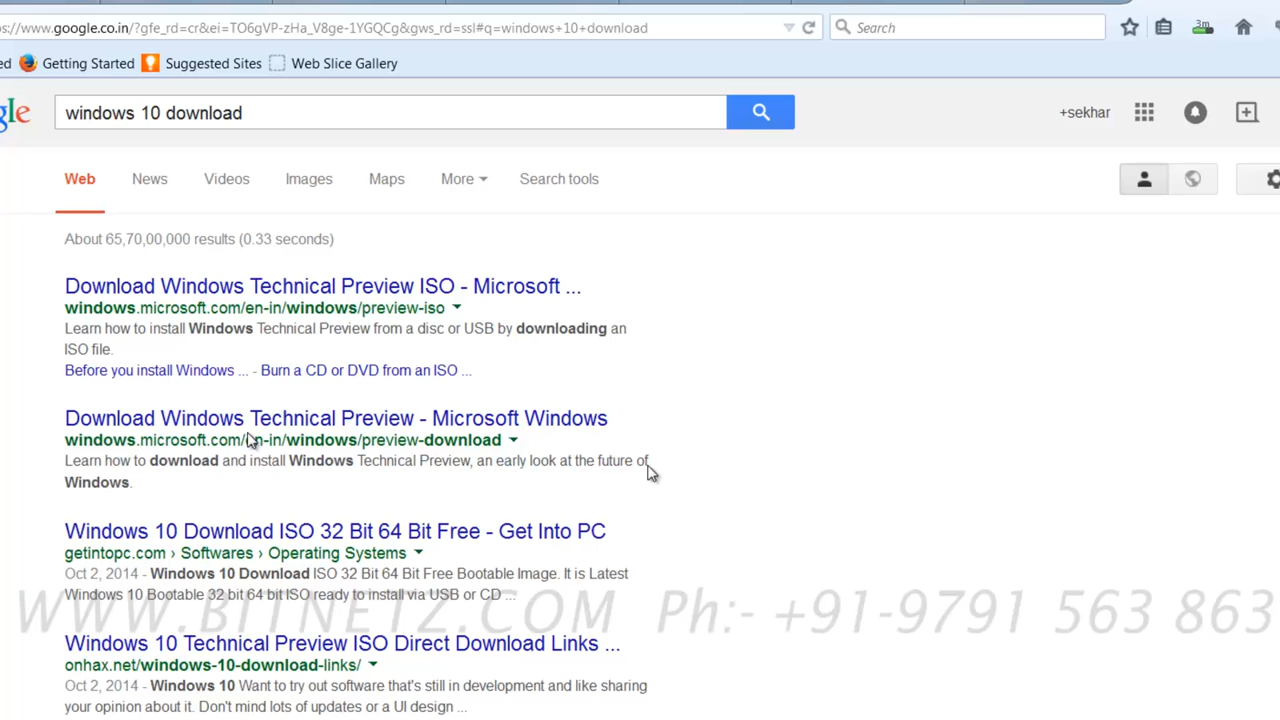 s://www.google.co.in/?gfe_rd=cr&ei=TO6gVP-zHa_V8ge-1YGQCg&gws_rd=ssl#q=windows+10+download
Search
3m
ed Getting Started Suggested Sites Web Slice Gallery
gle windows 10 download +sekhar
Web News Videos Images Maps More Search tools
About 65,70,00,000 results (0.33 seconds)
Download Windows Technical Preview ISO - Microsoft ...
windows.microsoft.com/en-in/windows/preview-iso
Learn how to install Windows Technical Preview from a disc or USB by downloading an
ISO file.
Before you install Windows ... - Burn a CD or DVD from an ISO ...
Download Windows Technical Preview - Microsoft Windows
windows.microsoft.com/en-in/windows/preview-download
Learn how to download and install Windows Technical Preview, an early look at the future of
Windows.
Windows 10 Download ISO 32 Bit 64 Bit Free - Get Into PC
getintopc.com › Softwares › Operating Systems
Oct 2, 2014 - Windows 10 Download ISO 32 Bit 64 Bit Free Bootable Image. It is Latest
Windows 10 Bootable 32 bit 64 bit ISO ready to install via USB or CD ...
WWW.BITNETZ.COM Ph:- +91-9791 563 863
Windows 10 Technical Preview ISO Direct Download Links ...
onhax.net/windows-10-download-links/
Oct 2, 2014 - Windows 10 Want to try out software that's still in development and like sharing
your opinion about it. Don't mind lots of updates or a UI design ...